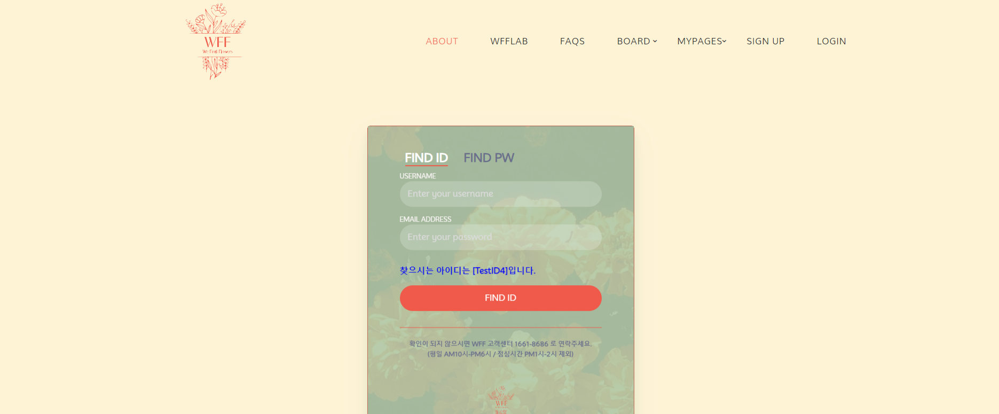 WFF
We Find Flowers
ABOUT WFFLAB FAQS BOARD MYPAGES SIGN UP LOGIN
FIND ID FIND PW
USERNAME
Enter your username
EMAIL ADDRESS
Enter your password
찾으시는 아이디는 [TestID4]입니다.
FIND ID
확인이 되지 않으시면 WFF 고객센터 1661-8686 로 연락주세요.
(평일 AM10시-PM6시 / 점심시간 PM1시-2시 제외)
WFF